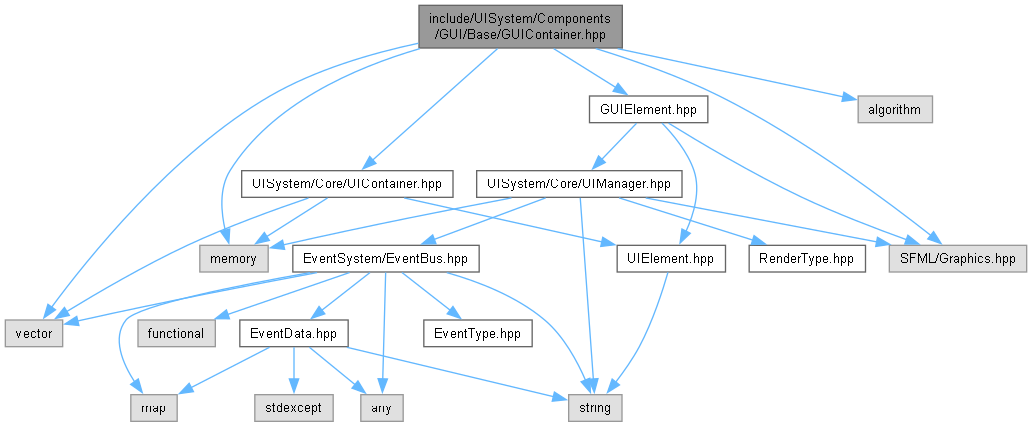 include/UISystem/Components
/GUI/Base/GUIContainer.hpp
GUIElement.hpp
algorithm
UISystem/Core/UIContainer.hpp
UISystem/Core/UIManager.hpp
memory
EventSystem/EventBus.hpp
UIElement.hpp
RenderType.hpp
SFML/Graphics.hpp
vector
functional
EventData.hpp
EventType.hpp
map
stdexcept
any
string